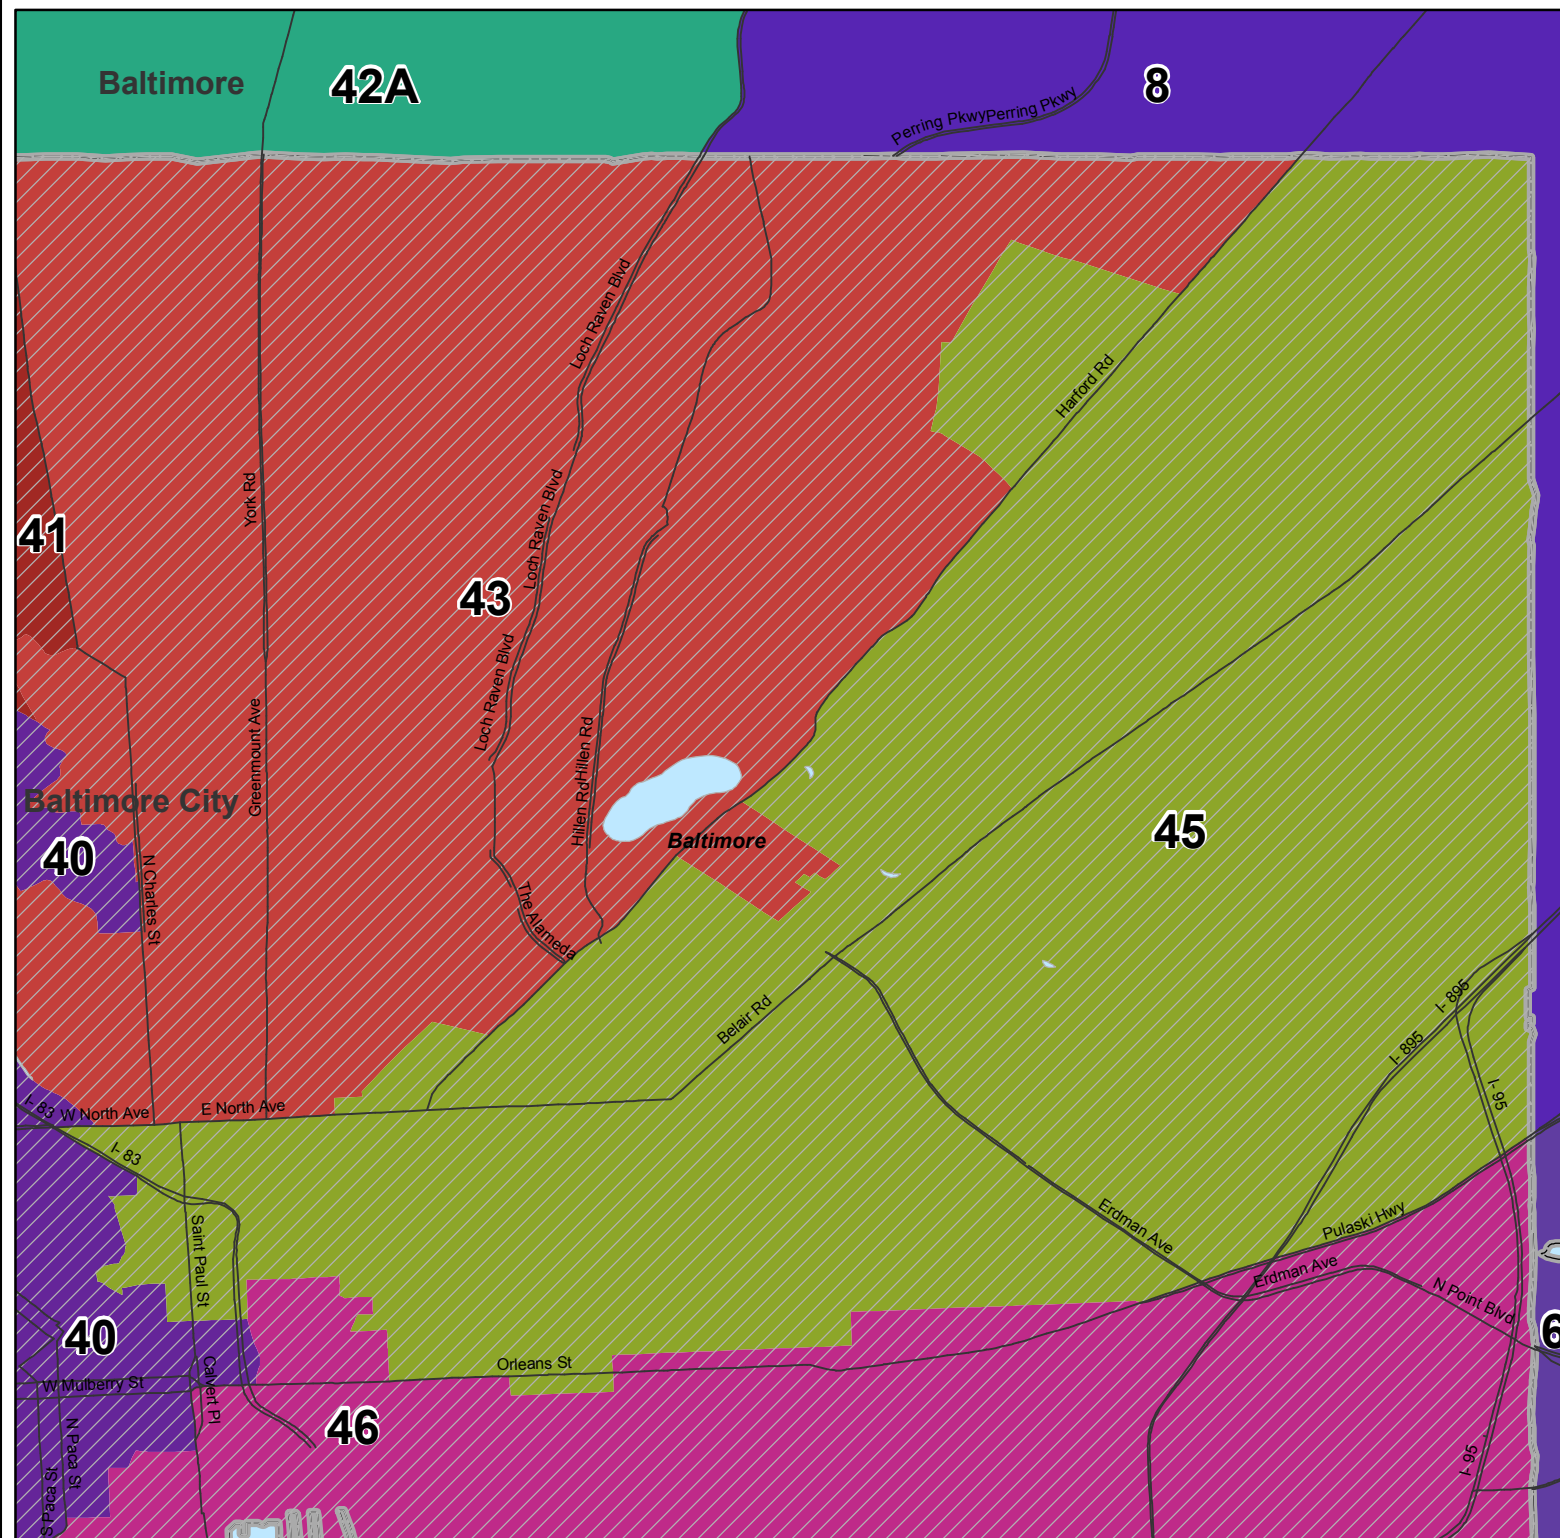 Baltimore
42A
8
Perring PkwyPerring Pkwy
Loch Raven Blvd
Harford Rd
York Rd
41
Loch Raven Blvd
43
Loch Raven Blvd
Greenmount Ave
Hillen RdHillen Rd
Baltimore City
Baltimore
45
40
N Charles St
The Alameda
Belair Rd
I- 895
I- 895
I- 95
I- 83
W North Ave
E North Ave
I- 83
Saint Paul St
Erdman Ave
Pulaski Hwy
Erdman Ave
N Point Blvd
40
6
Orleans St
W Mulberry St
Calvert Pl
46
N Paca St
S Paca St
I- 95